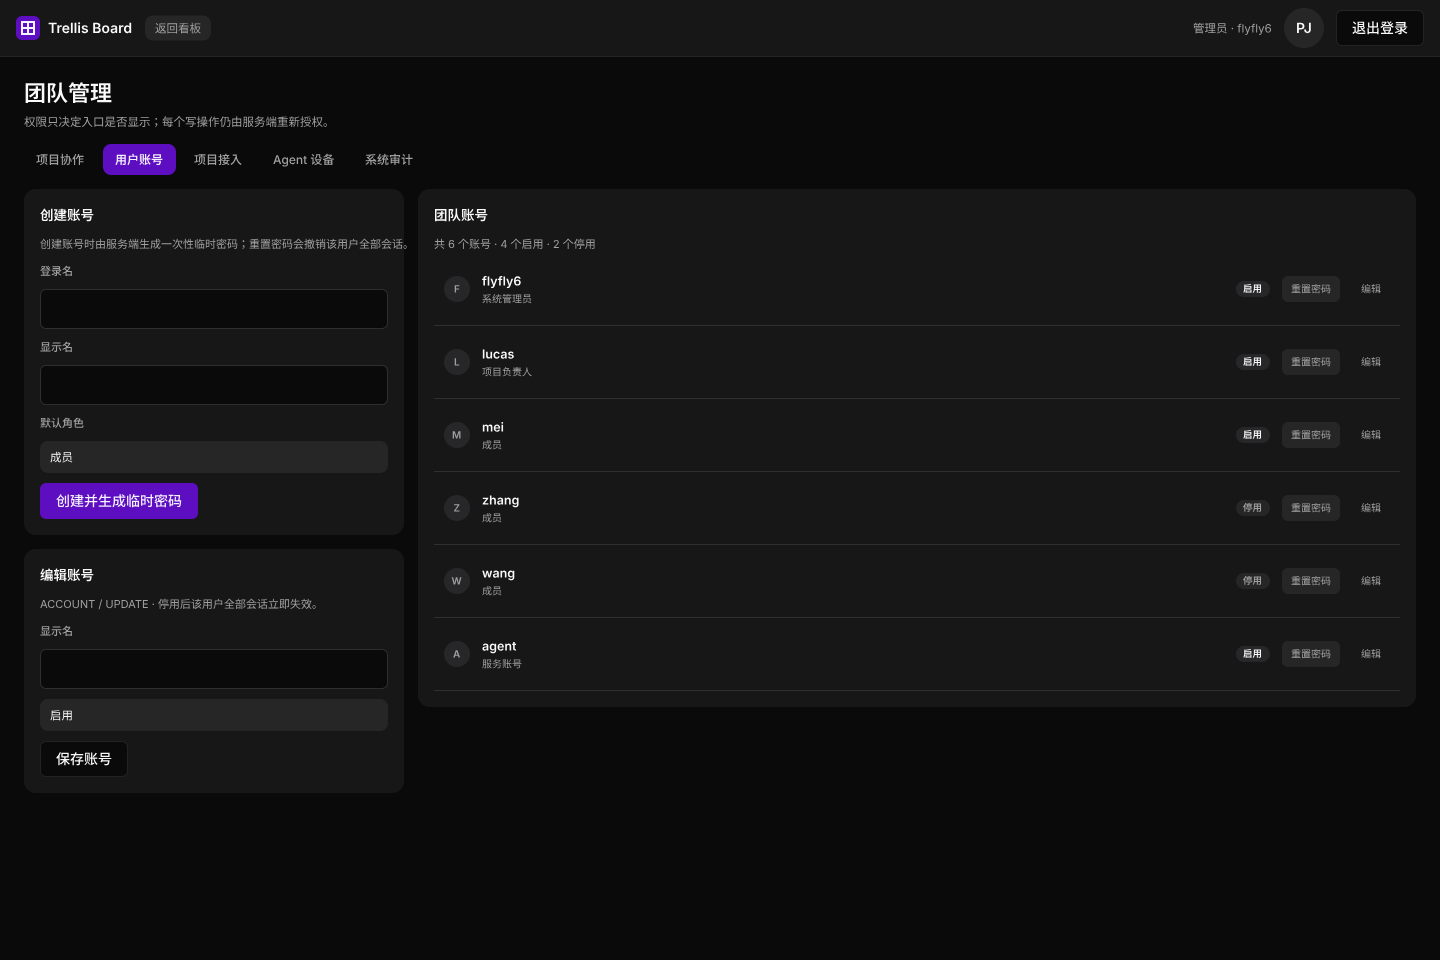 Trellis Board 返回看板 管理员 · flyfly6 PJ 退出登录
团队管理
权限只决定入口是否显示；每个写操作仍由服务端重新授权。
项目协作 用户账号 项目接入 Agent 设备 系统审计
创建账号
创建账号时由服务端生成一次性临时密码；重置密码会撤销该用户全部会话。
登录名
显示名
默认角色
成员
创建并生成临时密码
编辑账号
ACCOUNT / UPDATE · 停用后该用户全部会话立即失效。
显示名
启用
保存账号
团队账号
共 6 个账号 · 4 个启用 · 2 个停用
F flyfly6 启用 重置密码 编辑
系统管理员
L lucas 启用 重置密码 编辑
项目负责人
M mei 启用 重置密码 编辑
成员
Z zhang 停用 重置密码 编辑
成员
W wang 停用 重置密码 编辑
成员
A agent 启用 重置密码 编辑
服务账号